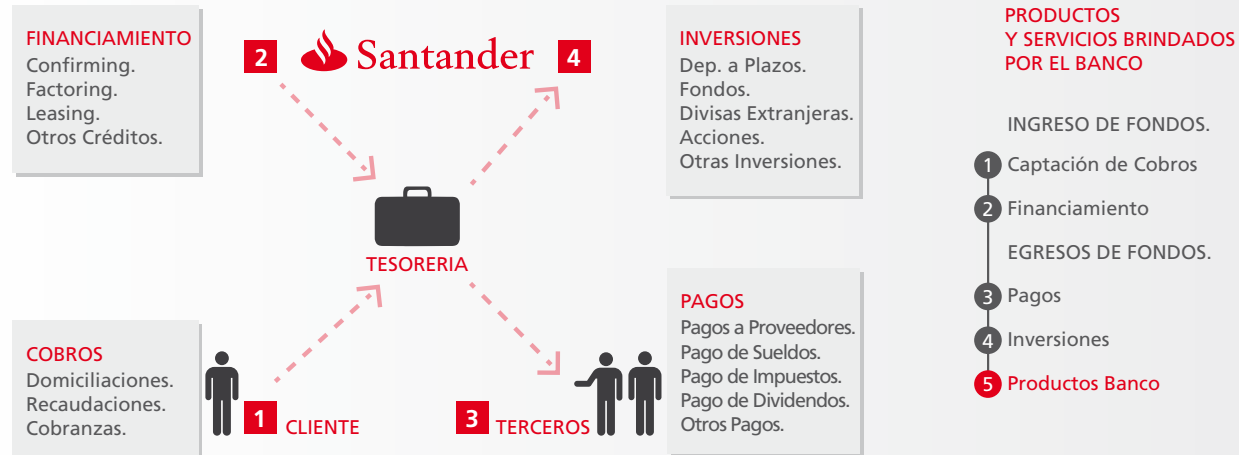 FINANCIAMIENTO
Confirming.
Factoring.
Leasing.
Otros Créditos.
2
Santander
4
INVERSIONES
Dep. a Plazos.
Fondos.
Divisas Extranjeras.
Acciones.
Otras Inversiones.
TESORERIA
COBROS
Domiciliaciones.
Recaudaciones.
Cobranzas.
1 CLIENTE
3 TERCEROS
PAGOS
Pagos a Proveedores.
Pago de Sueldos.
Pago de Impuestos.
Pago de Dividendos.
Otros Pagos.
PRODUCTOS
Y SERVICIOS BRINDADOS
POR EL BANCO
INGRESO DE FONDOS.
1 Captación de Cobros
2 Financiamiento
EGRESOS DE FONDOS.
3 Pagos
4 Inversiones
5 Productos Banco